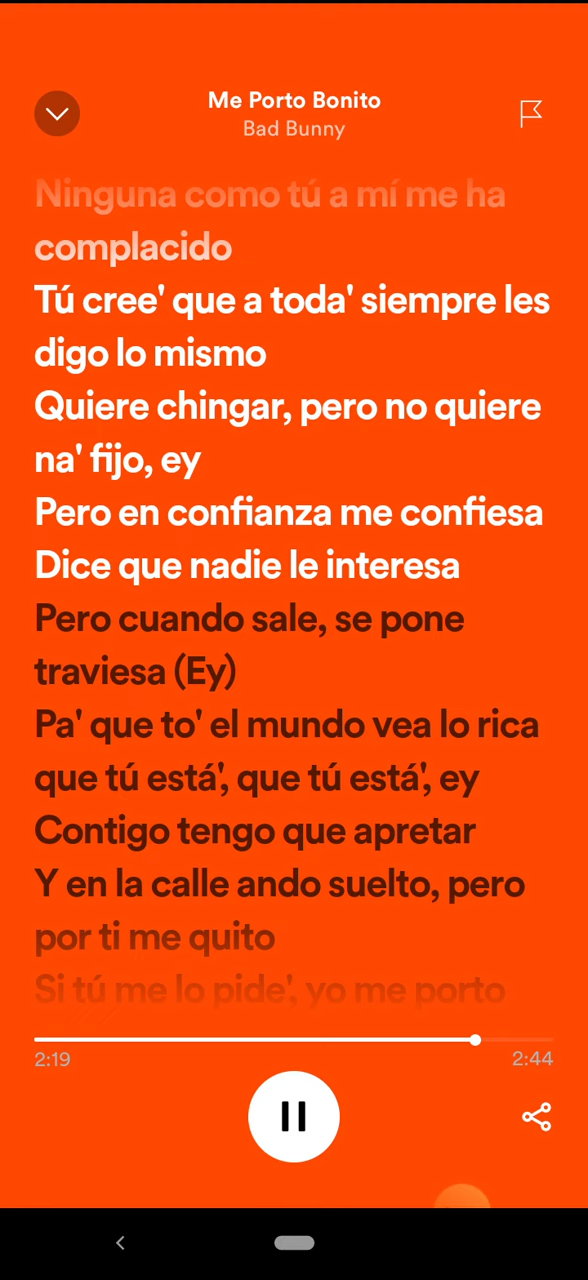 Me Porto Bonito
Bad Bunny
Ninguna como tú a mí me ha
complacido
Tú cree' que a toda' siempre les
digo lo mismo
Quiere chingar, pero no quiere
na' fijo, ey
Pero en confianza me confiesa
Dice que nadie le interesa
Pero cuando sale, se pone
traviesa (Ey)
Pa' que to' el mundo vea lo rica
que tú está', que tú está', ey
Contigo tengo que apretar
Y en la calle ando suelto, pero
por ti me quito
Si tú me lo pide', yo me porto
2:19
2:44